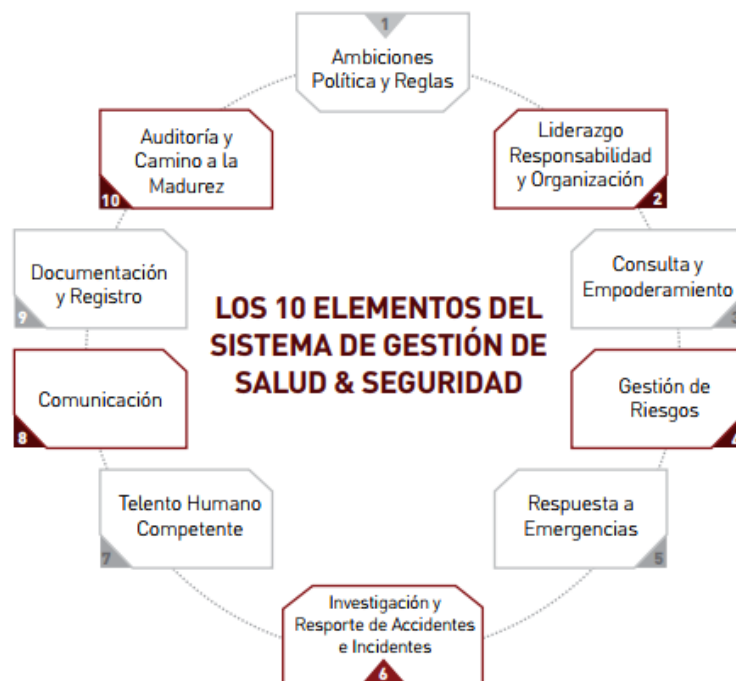 1
Ambiciones
Política y Reglas
Liderazgo
Responsabilidad
y Organización
2
Consulta y
Empoderamiento
3
Gestión de
Riesgos
4
Respuesta a
Emergencias
5
Investigación y
Resporte de Accidentes
e Incidentes
6
Telento Humano
Competente
7
Comunicación
8
Documentación
y Registro
9
Auditoría y
Camino a la
Madurez
10
LOS 10 ELEMENTOS DEL
SISTEMA DE GESTIÓN DE
SALUD & SEGURIDAD